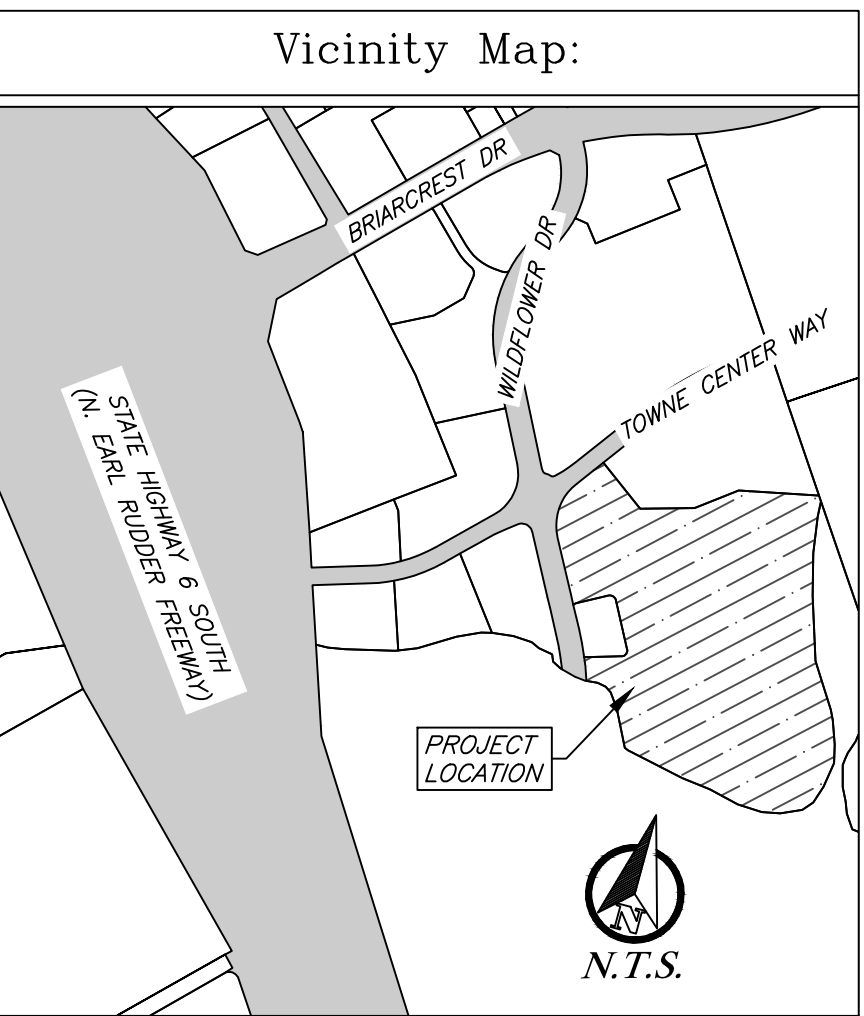 Vicinity Map:
BRIARCREST DR
WILDFLOWER DR
TOWNE CENTER WAY
STATE HIGHWAY 6 SOUTH
(N. EARL RUDDER FREEWAY)
PROJECT
LOCATION
N
N.T.S.